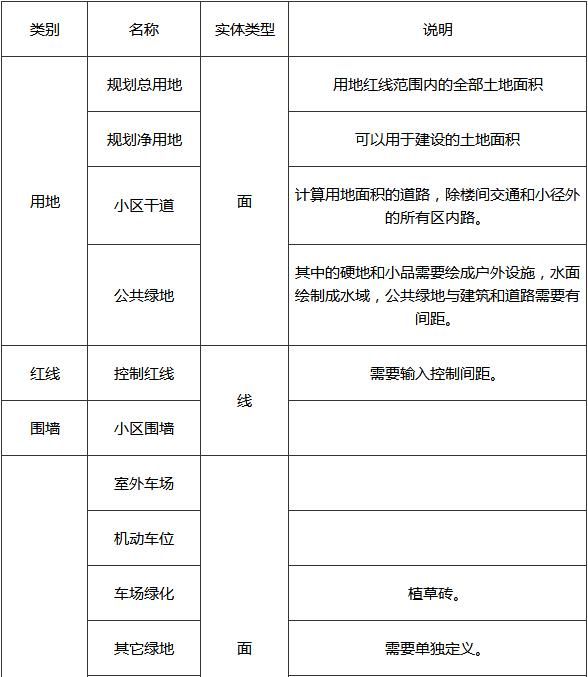 类别 名称 实体类型 说明
规划总用地 用地红线范围内的全部土地面积
规划净用地 可以用于建设的土地面积
用地 小区干道 面 计算用地面积的道路，除楼间交通和小径外
的所有区内路。
公共绿地 其中的硬地和小品需要绘成户外设施，水面
绘制成水域，公共绿地与建筑和道路需要有
间距。
红线 控制红线 线 需要输入控制间距。
围墙 小区围墙
室外车场
机动车位
车场绿化 植草砖。
其它绿地 面 需要单独定义。